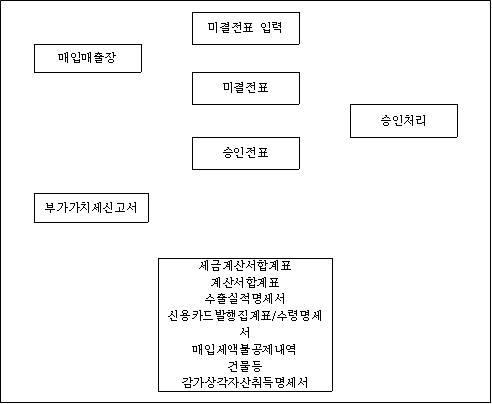 미결전표 입력
매입매출장
미결전표
승인처리
승인전표
부가가치세신고서
세금계산서합계표
계산서합계표
수출실적명세서
신용카드발행집계표/수령명세
서
매입세액불공제내역
건물등
감가상각자산취득명세서